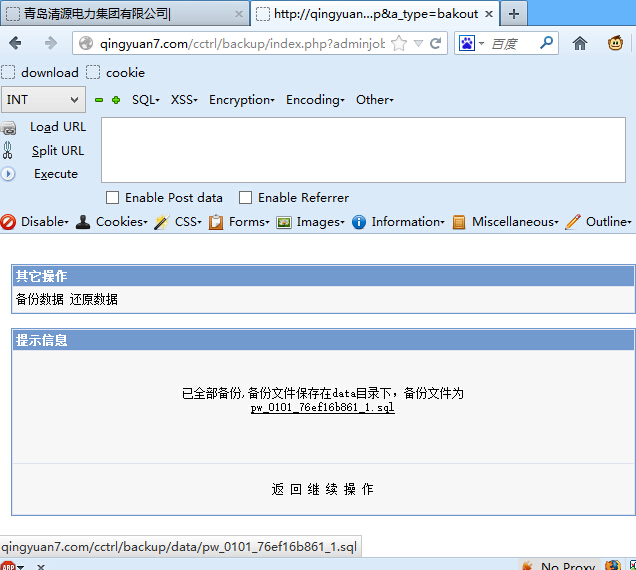 青岛清源电力集团有限公司|
http://qingyuan...p&a_type=bakout
qingyuan7.com/cctrl/backup/index.php?adminjob
百度
download cookie
INT SQL XSS Encryption Encoding Other
Load URL
Split URL
Execute
Enable Post data Enable Referrer
Disable Cookies CSS Forms Images Information Miscellaneous Outline
其它操作
备份数据 还原数据
提示信息
已全部备份,备份文件保存在data目录下，备份文件为
pw_0101_76ef16b861_1.sql
返 回 继 续 操 作
qingyuan7.com/cctrl/backup/data/pw_0101_76ef16b861_1.sql
ABP No Proxy